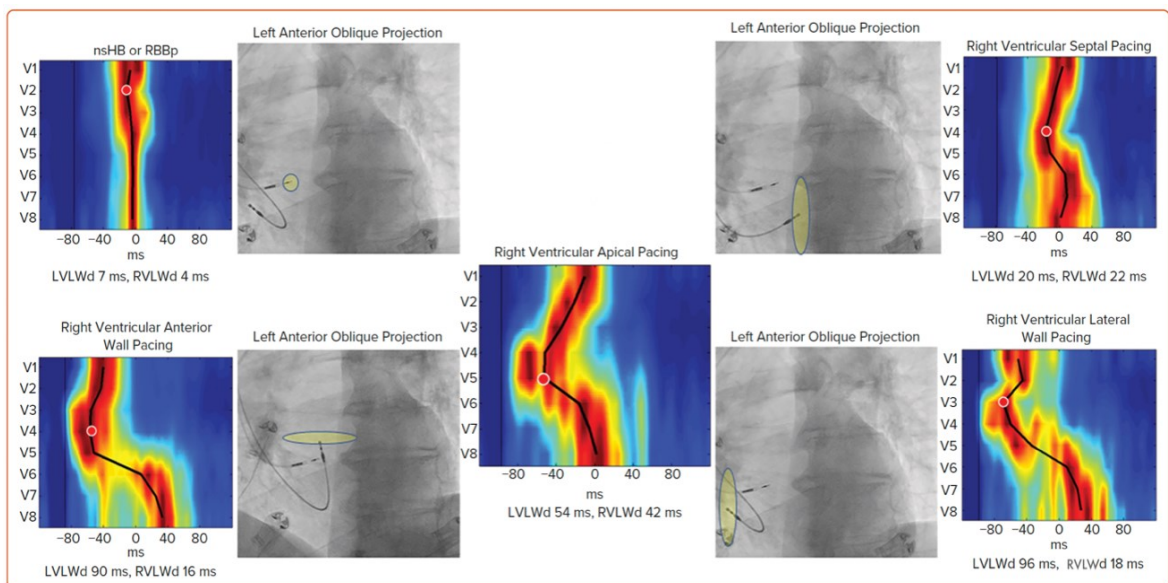 nsHB or RBBp
V1
V2
V3
V4
V5
V6
V7
V8
−80 −40 0 40 80
ms
LVLWd 7 ms, RVLWd 4 ms
Left Anterior Oblique Projection
Left Anterior Oblique Projection
Right Ventricular Septal Pacing
V1
V2
V3
V4
V5
V6
V7
V8
−80 −40 0 40 80
ms
LVLWd 20 ms, RVLWd 22 ms
Right Ventricular Apical Pacing
V1
V2
V3
V4
V5
V6
V7
V8
−80 −40 0 40 80
ms
LVLWd 54 ms, RVLWd 42 ms
Right Ventricular Anterior
Wall Pacing
V1
V2
V3
V4
V5
V6
V7
V8
−80 −40 0 40 80
ms
LVLWd 90 ms, RVLWd 16 ms
Left Anterior Oblique Projection
Left Anterior Oblique Projection
Right Ventricular Lateral
Wall Pacing
V1
V2
V3
V4
V5
V6
V7
V8
−80 −40 0 40 80
ms
LVLWd 96 ms, RVLWd 18 ms